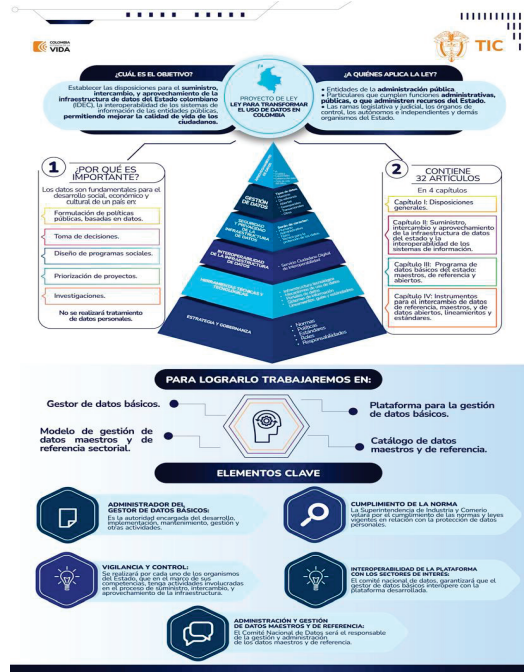 COLOMBIA
VIDA
TIC
¿CUÁL ES EL OBJETIVO?
Establecer las disposiciones para el suministro,
intercambio, y aprovechamiento de la
infraestructura de datos del Estado colombiano
(IDEC), la interoperabilidad de los sistemas de
información de las entidades públicas,
permitiendo mejorar la calidad de vida de los
ciudadanos.
PROYECTO DE LEY
LEY PARA TRANSFORMAR
EL USO DE DATOS EN
COLOMBIA
¿A QUIÉNES APLICA LA LEY?
• Entidades de la administración pública
• Particulares que cumplen funciones administrativas,
públicas, o que administren recursos del Estado.
• Las ramas legislativa y judicial, los órganos de
control, los autónomos e independientes y demás
organismos del Estado.
1
¿POR QUÉ ES
IMPORTANTE?
Los datos son fundamentales para el
desarrollo social, económico y
cultural de un país en:
Formulación de políticas
públicas, basadas en datos.
Toma de decisiones.
Diseño de programas sociales.
Priorización de proyectos.
Investigaciones.
No se realizará tratamiento
de datos personales.
GESTIÓN
DE DATOS
SEGURIDAD
Y PRIVACIDAD
DE LA
INFRAESTRUCTURA
DE DATOS
INTEROPERABILIDAD
DE LA INFRAESTRUCTURA
DE DATOS
• Servicio Ciudadano Digital
de Interoperabilidad
HERRAMIENTAS TÉCNICAS Y
TECNOLÓGICAS
• Infraestructura tecnológica
ESTRATEGIA Y GOBERNANZA
• Normas
• Políticas
• Estándares
• Roles
• Responsabilidades
2
CONTIENE
32 ARTÍCULOS
En 4 capítulos
Capítulo I: Disposiciones
generales.
Capítulo II: Suministro,
intercambio y aprovechamiento
de la infraestructura de datos
del estado y la
interoperabilidad de los
sistemas de información.
Capítulo III: Programa de
datos básicos del estado:
maestros, de referencia y
abiertos.
Capítulo IV: Instrumentos
para el intercambio de datos
de referencia, maestros, y de
datos abiertos, lineamientos y
estándares.
PARA LOGRARLO TRABAJAREMOS EN:
Gestor de datos básicos.
Modelo de gestión de
datos maestros y de
referencia sectorial.
Plataforma para la gestión
de datos básicos.
Catálogo de datos
maestros y de referencia.
ELEMENTOS CLAVE
ADMINISTRADOR DEL
GESTOR DE DATOS BÁSICOS:
Es la autoridad encargada del desarrollo,
implementación, mantenimiento, gestión y
otras actividades.
CUMPLIMIENTO DE LA NORMA
La Superintendencia de Industria y Comerio
velará por el cumplimiento de las normas y leyes
vigentes en relación con la protección de datos
personales.
VIGILANCIA Y CONTROL:
Se realizará por cada uno de los organismos
del Estado, que en el marco de sus
competencias, tenga actividades involucradas
en el proceso de suministro, intercambio, y
aprovechamiento de la infraestructura.
INTEROPERABILIDAD DE LA PLATAFORMA
CON LOS SECTORES DE INTERÉS:
El comité nacional de datos, garantizará que el
gestor de datos básicos interopere con la
plataforma desarrollada.
ADMINISTRACIÓN Y GESTIÓN
DE DATOS MAESTROS Y DE REFERENCIA:
El Comité Nacional de Datos será el responsable
de la gestión y administración
de los datos maestros y de referencia.